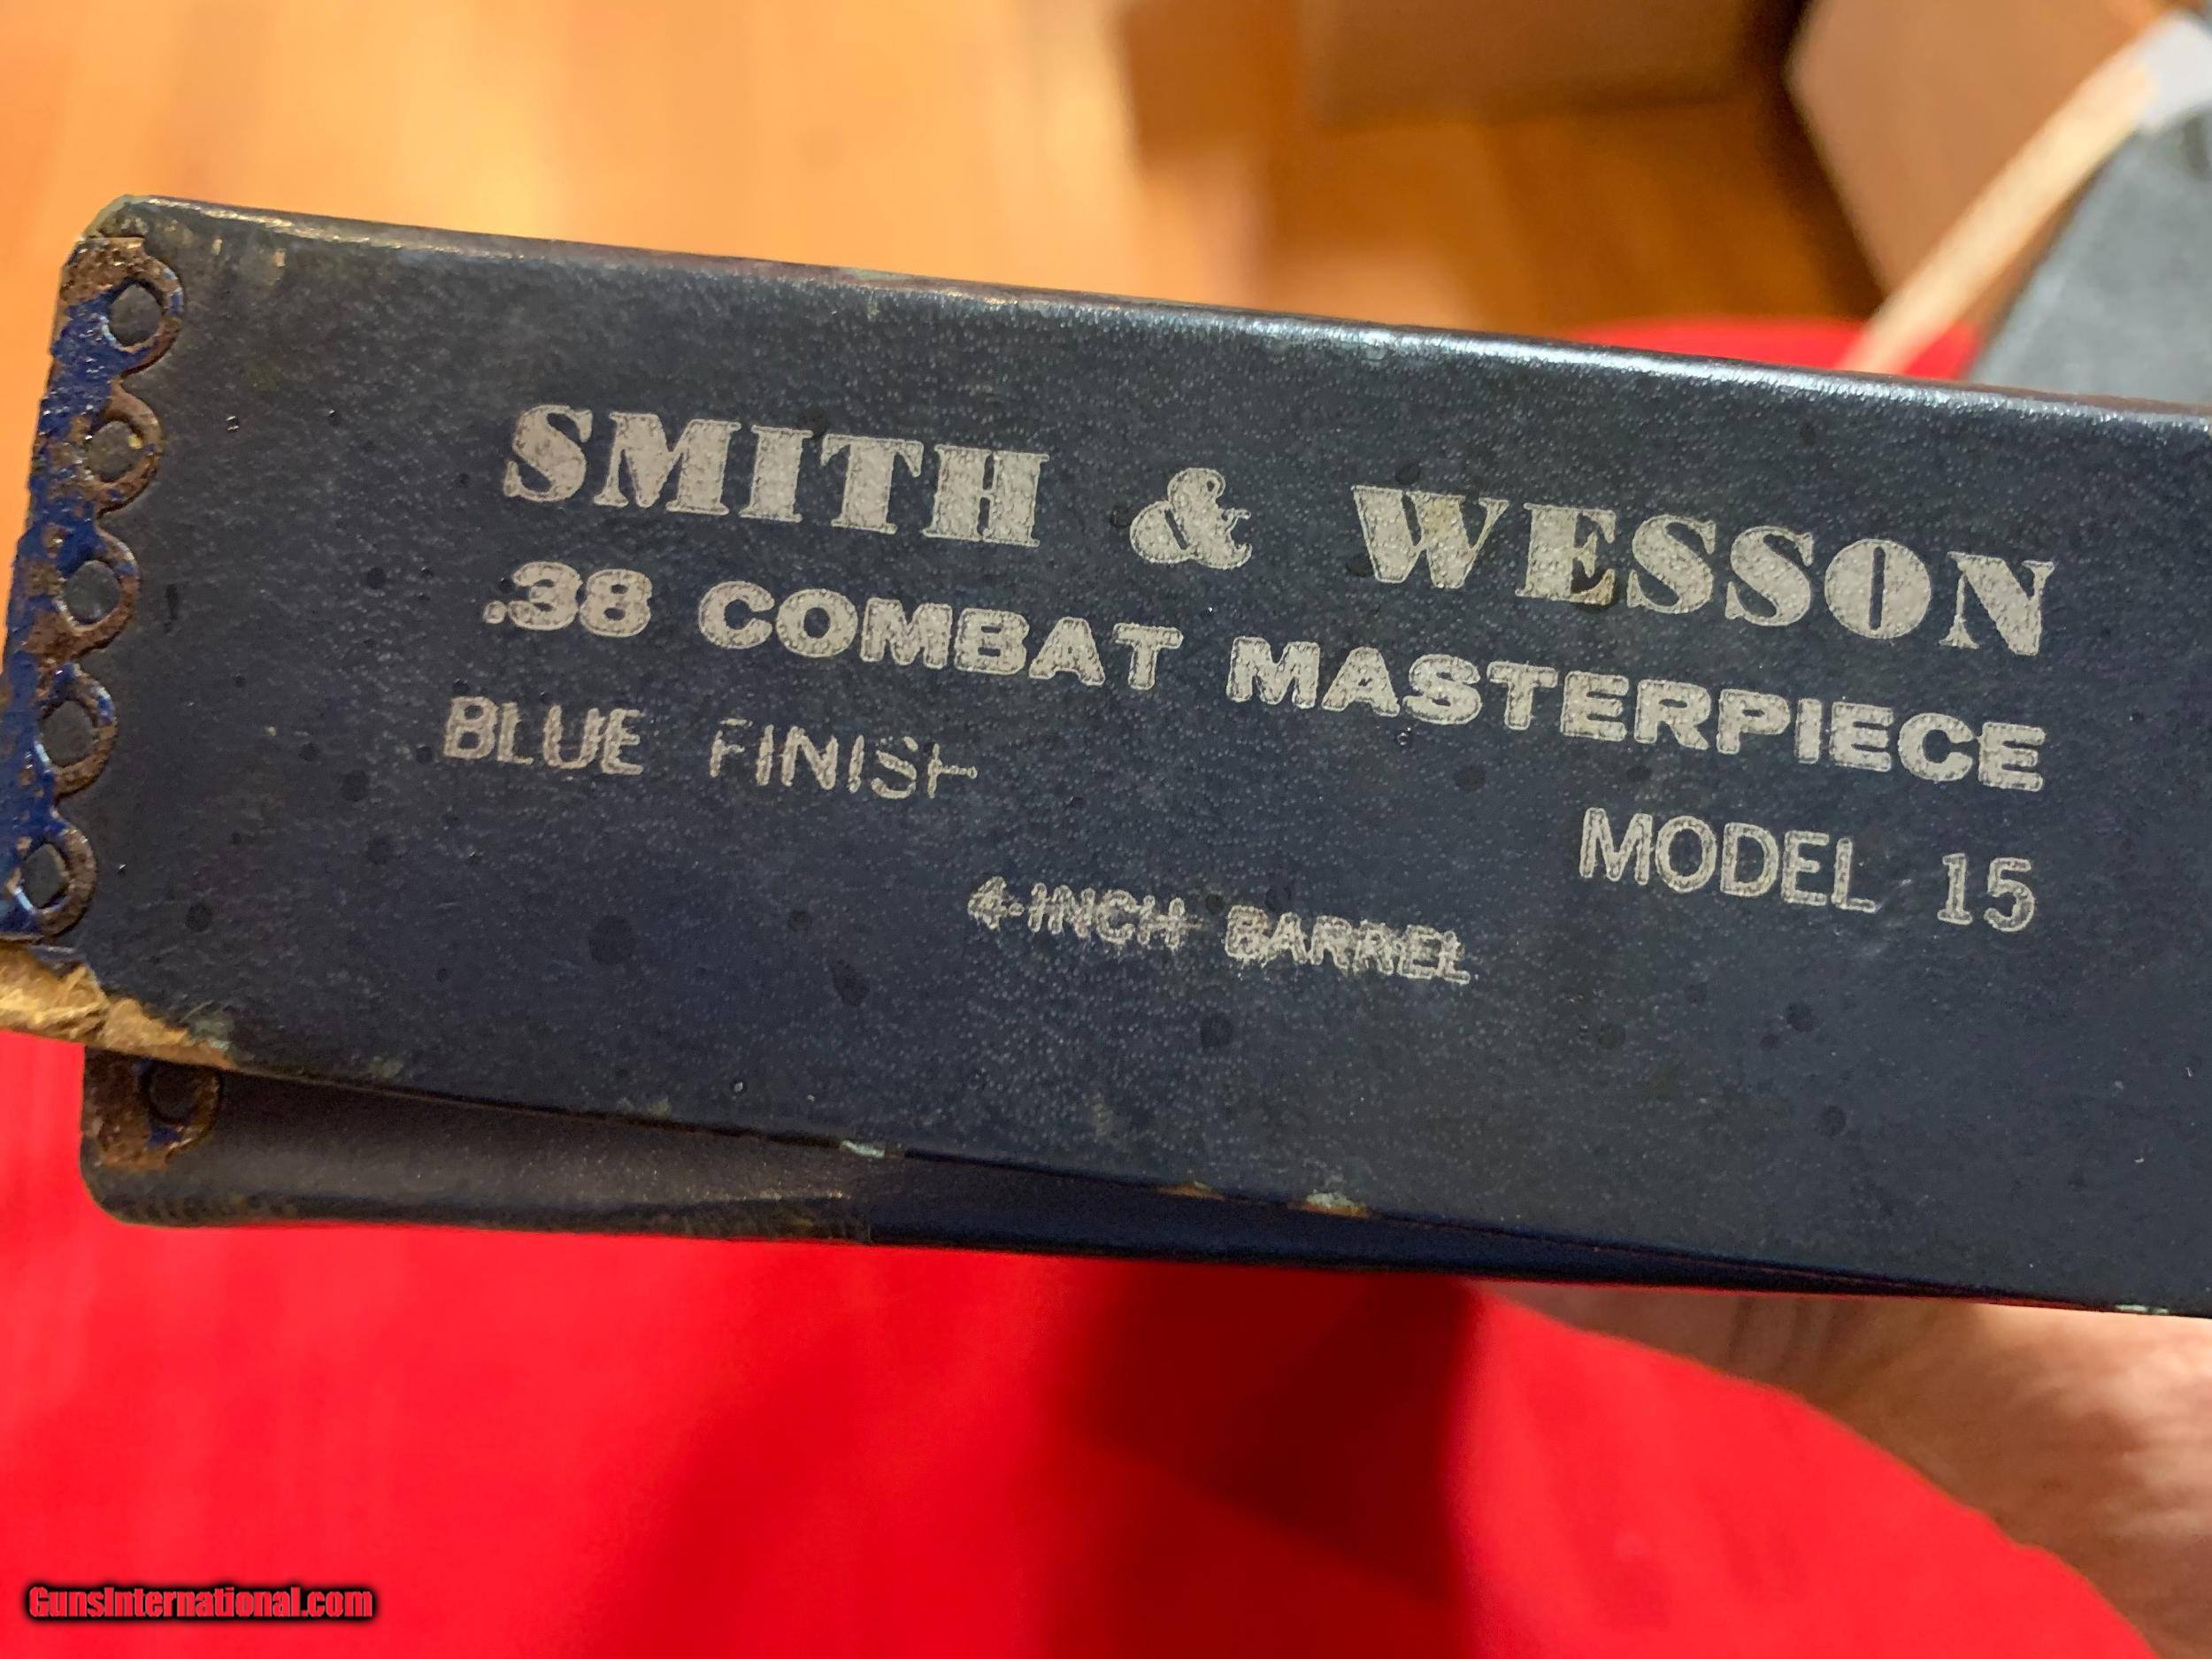 SMITH & WESSON
.38 COMBAT MASTERPIECE
BLUE FINISH
MODEL 15
4-INCH BARREL
GunsInternational.com